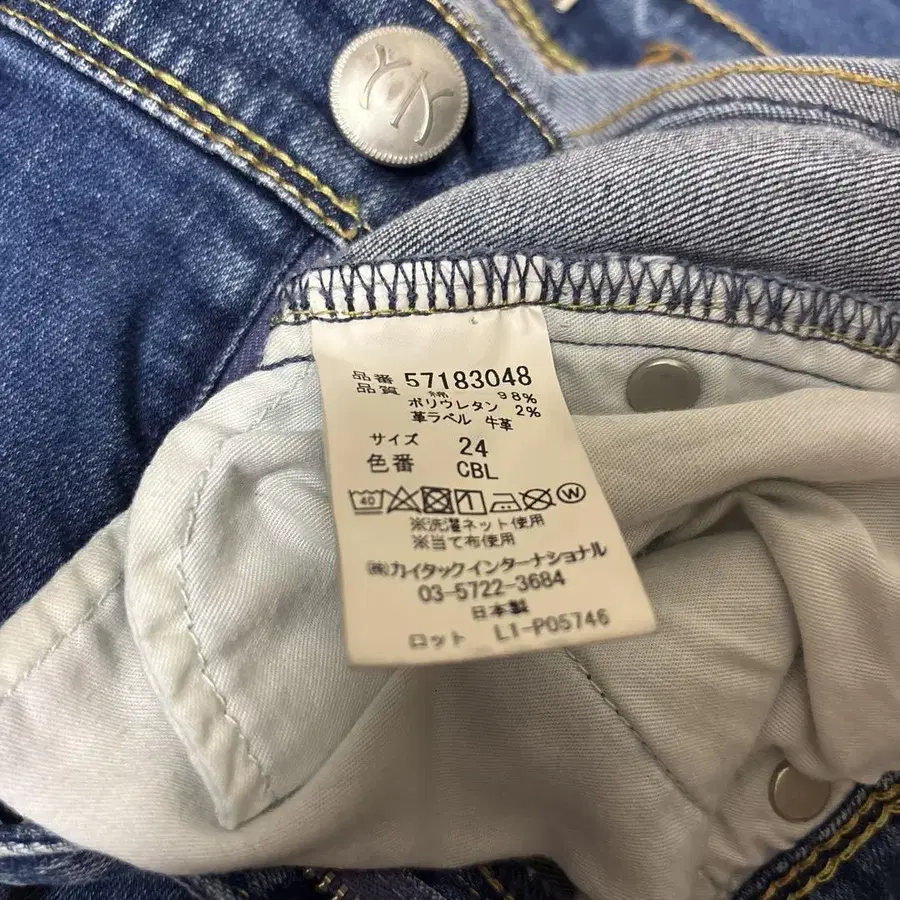 品番 57183048
品質 綿 98%
ポリウレタン 2%
革ラベル 牛革
サイズ 24
色番 CBL
40 W
※洗濯ネット使用
※当て布使用
㈱カイタックインターナショナル
03-5722-3684
日本製
ロット L1-P05746